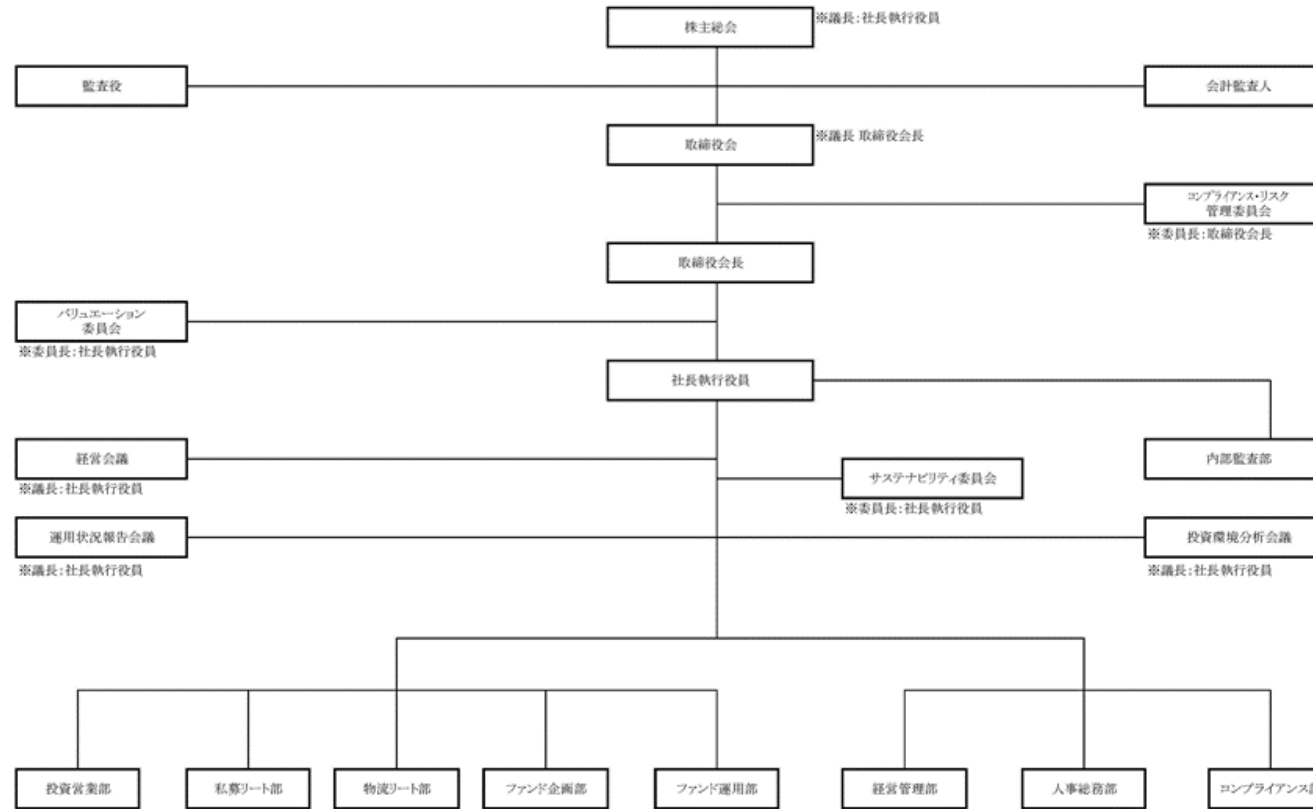 株主総会
※議長：社長執行役員
監査役
会計監査人
取締役会
※議長 取締役会長
コンプライアンス・リスク
管理委員会
※委員長：取締役会長
取締役会長
バリュエーション
委員会
※委員長：社長執行役員
社長執行役員
経営会議
※議長：社長執行役員
サステナビリティ委員会
※委員長：社長執行役員
内部監査部
運用状況報告会議
※議長：社長執行役員
投資環境分析会議
※議長：社長執行役員
投資営業部
私募リート部
物流リート部
ファンド企画部
ファンド運用部
経営管理部
人事総務部
コンプライアンス